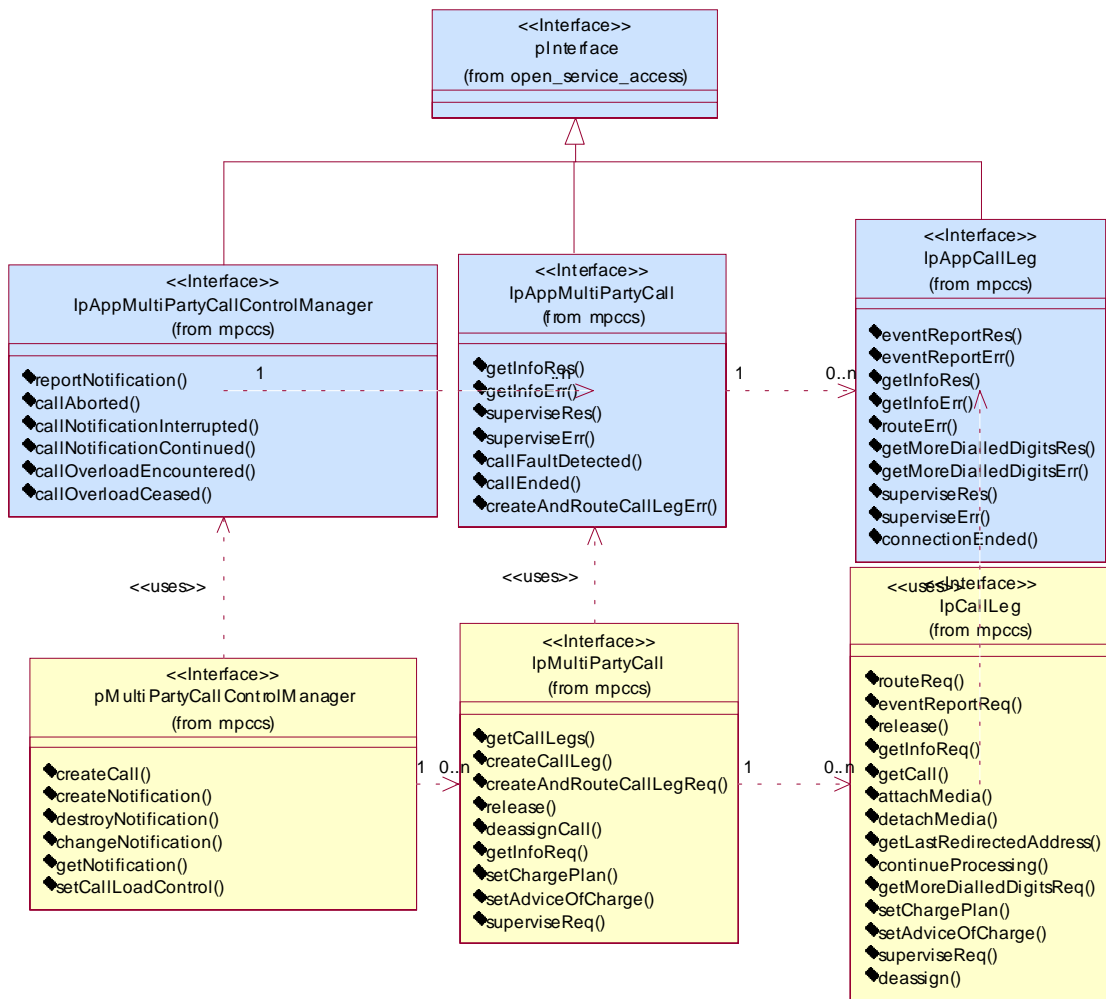 <<Interface>>
pInterface
(from open_service_access)
<<Interface>>
IpAppMultiPartyCallControlManager
(from mpccs)
reportNotification()
callAborted()
callNotificationInterrupted()
callNotificationContinued()
callOverloadEncountered()
callOverloadCeased()
1
..n
<<Interface>>
IpAppMultiPartyCall
(from mpccs)
getInfoRes()
getInfoErr()
superviseRes()
superviseErr()
callFaultDetected()
callEnded()
createAndRouteCallLegErr()
1
0..n
<<Interface>>
IpAppCallLeg
(from mpccs)
eventReportRes()
eventReportErr()
getInfoRes()
getInfoErr()
routeErr()
getMoreDialledDigitsRes()
getMoreDialledDigitsErr()
superviseRes()
superviseErr()
connectionEnded()
<<uses>>
<<uses>>
<<uses>>
<<Interface>>
pMultiPartyCallControlManager
(from mpccs)
createCall()
createNotification()
destroyNotification()
changeNotification()
getNotification()
setCallLoadControl()
1
0..n
<<Interface>>
IpMultiPartyCall
(from mpccs)
getCallLegs()
createCallLeg()
createAndRouteCallLegReq()
release()
deassignCall()
getInfoReq()
setChargePlan()
setAdviceOfCharge()
superviseReq()
1
0..n
<<Interface>>
IpCallLeg
(from mpccs)
routeReq()
eventReportReq()
release()
getInfoReq()
getCall()
attachMedia()
detachMedia()
getLastRedirectedAddress()
continueProcessing()
getMoreDialledDigitsReq()
setChargePlan()
setAdviceOfCharge()
superviseReq()
deassign()